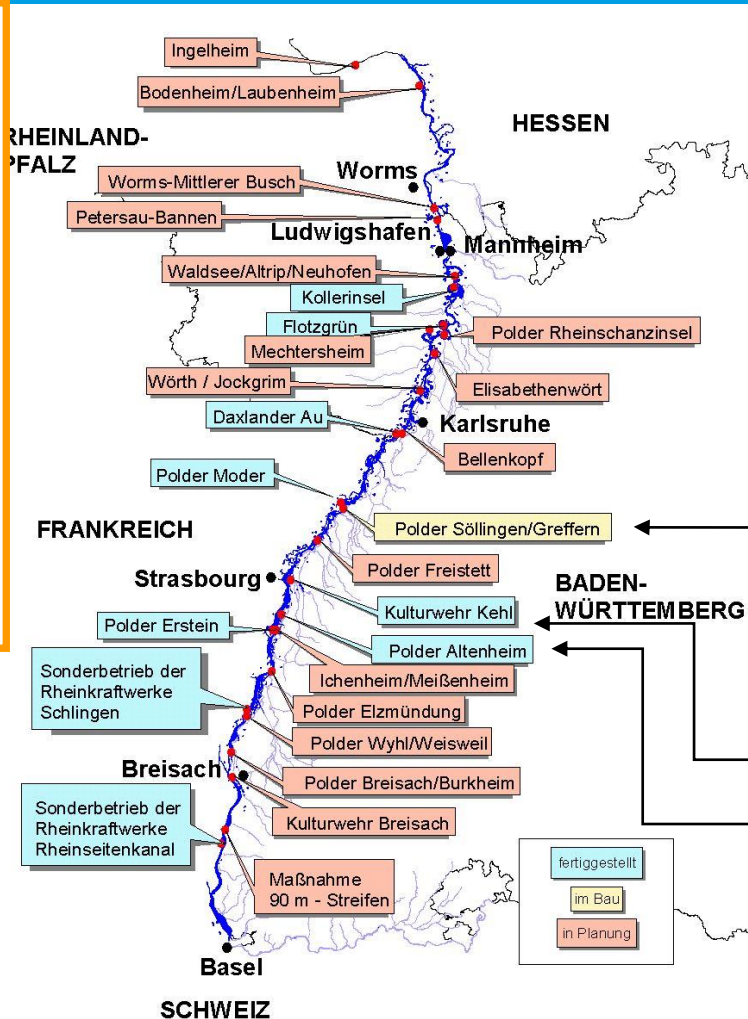 Ingelheim
Bodenheim/Laubenheim
HESSEN
RHEINLAND-
PFALZ
Worms
Worms-Mittlerer Busch
Petersau-Bannen
Ludwigshafen
Mannheim
Waldsee/Altrip/Neuhofen
Kollerinsel
Flotzgrün
Polder Rheinschanzinsel
Mechtersheim
Wörth / Jockgrim
Elisabethenwört
Daxlander Au
Karlsruhe
Bellenkopf
Polder Moder
FRANKREICH
Polder Söllingen/Greffern
Polder Freistett
Strasbourg
BADEN-
WÜRTTEMBERG
Kulturwehr Kehl
Polder Erstein
Polder Altenheim
Sonderbetrieb der
Rheinkraftwerke
Schlingen
Ichenheim/Meißenheim
Polder Elzmündung
Polder Wyhl/Weisweil
Breisach
Polder Breisach/Burkheim
Sonderbetrieb der
Rheinkraftwerke
Rheinseitenkanal
Kulturwehr Breisach
Maßnahme
90 m - Streifen
fertiggestellt
im Bau
in Planung
Basel
SCHWEIZ